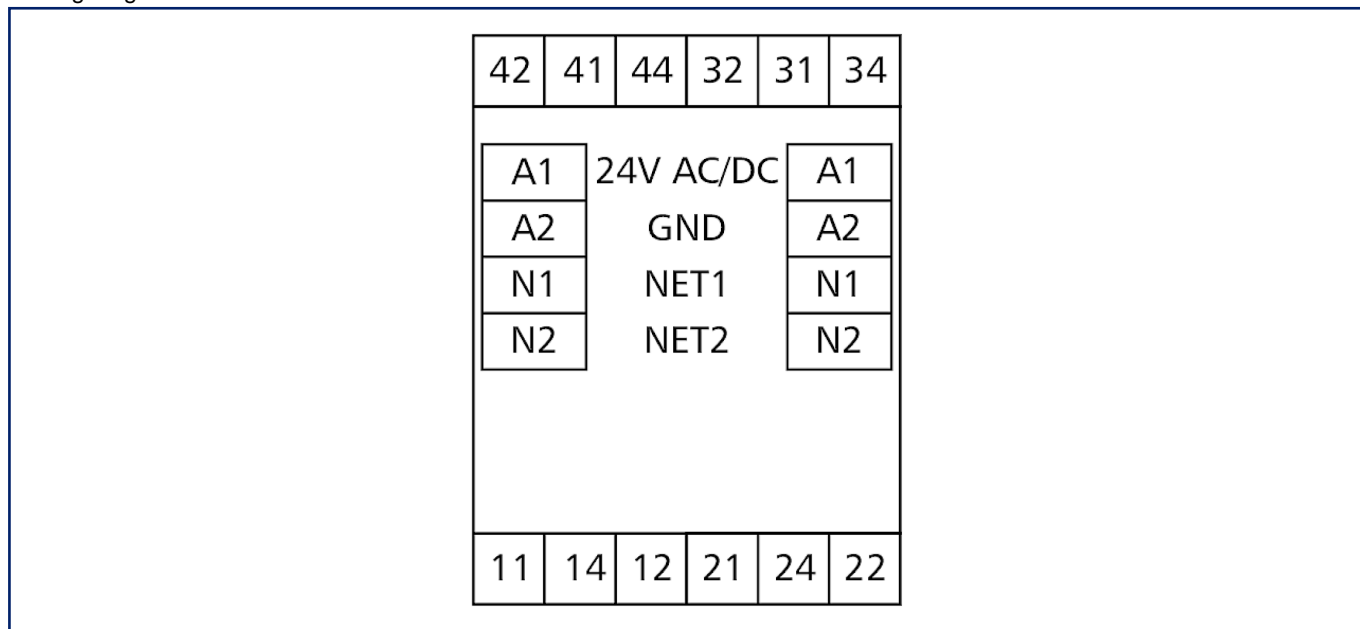 42 41 44 32 31 34
A1 24V AC/DC A1
A2 GND A2
N1 NET1 N1
N2 NET2 N2
11 14 12 21 24 22